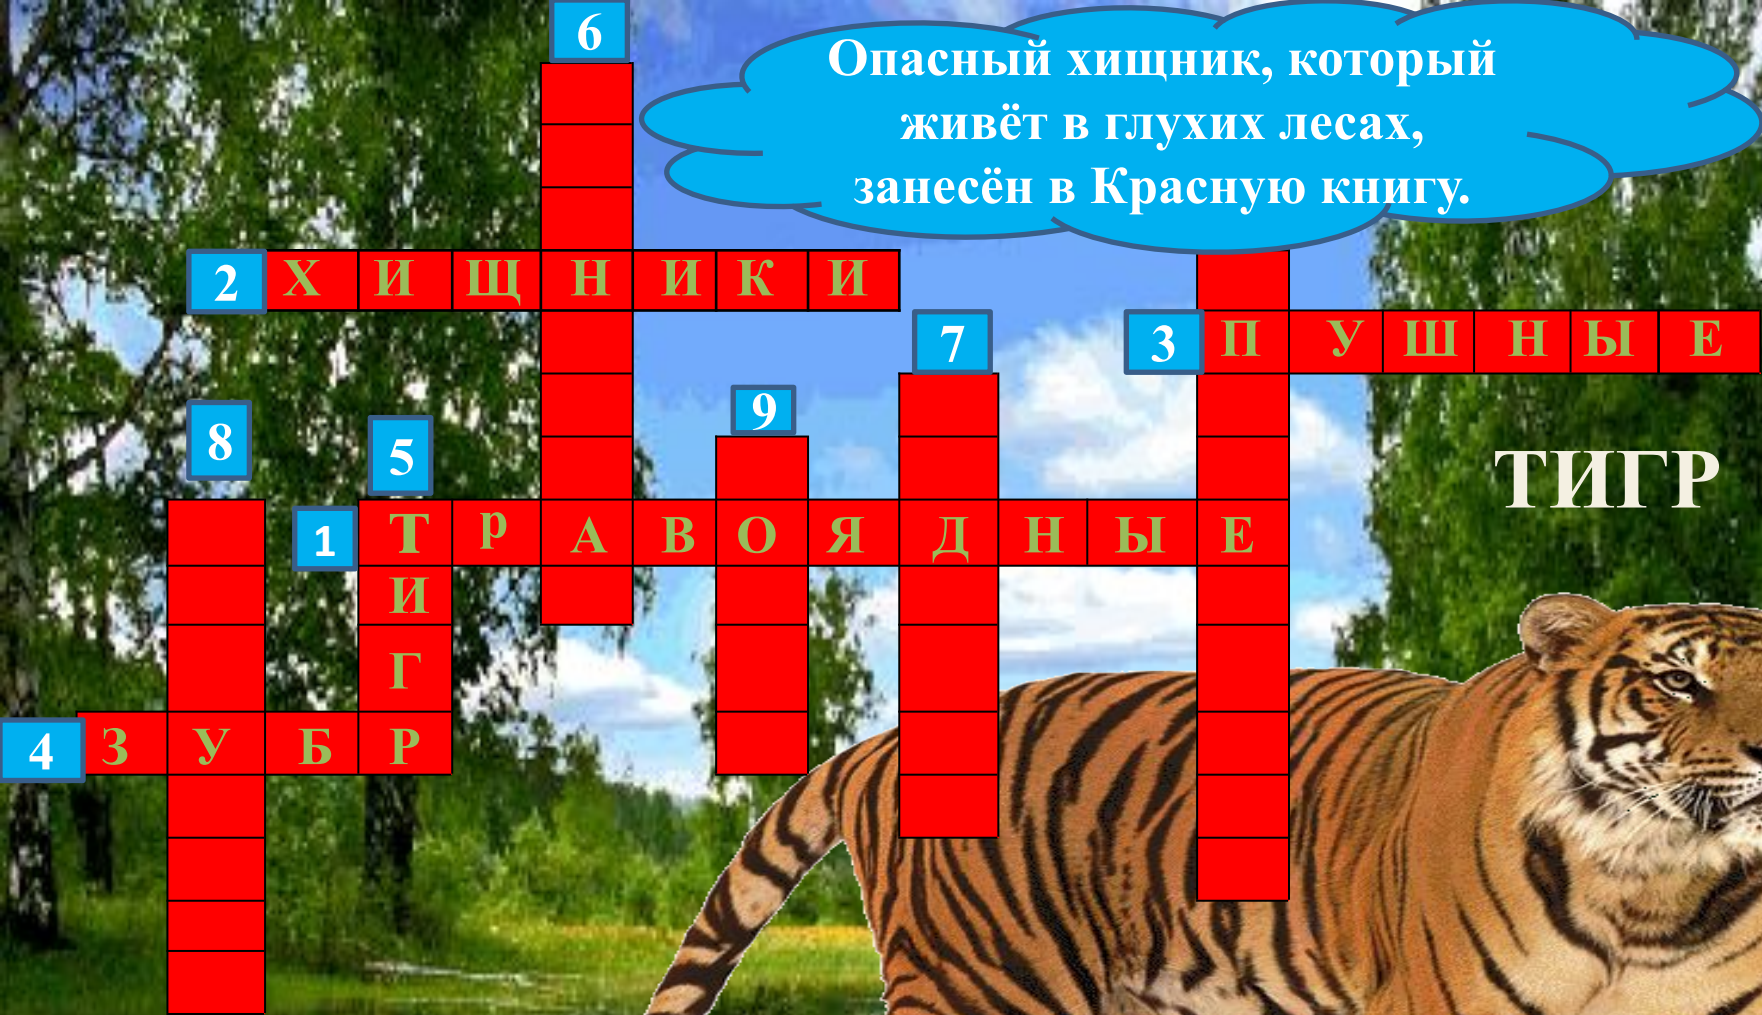 6
Опасный хищник, который
живёт в глухих лесах,
занесён в Красную книгу.
2 Х И Щ Н И К И
7
3 П У Ш Н Ы Е
9
8
5
ТИГР
1 Т р А В О Я Д Н Ы Е
И
Г
4 З У Б Р